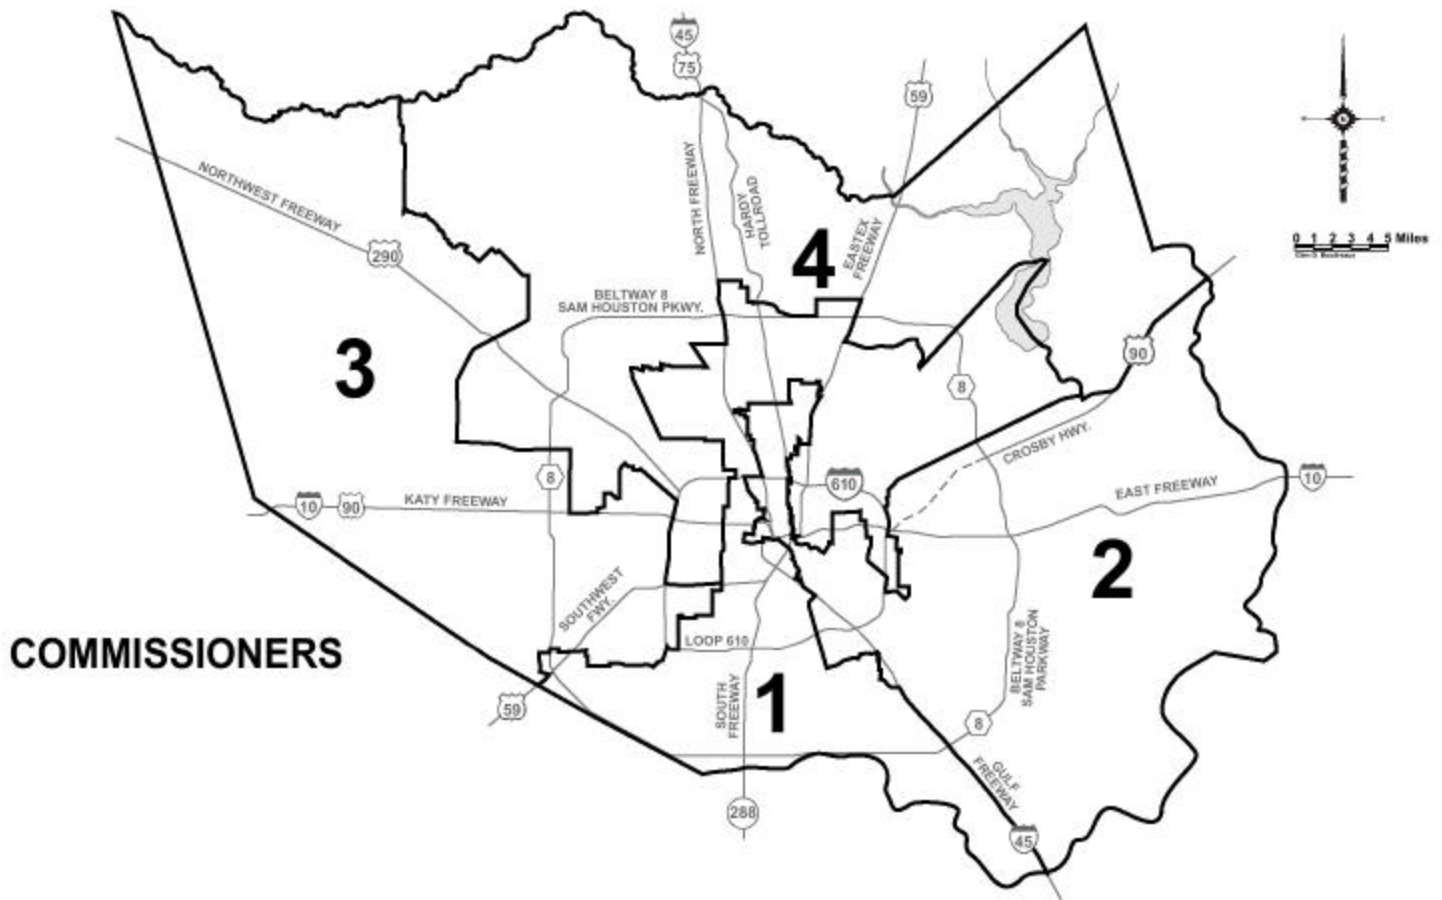 45
75
59
NORTHWEST FREEWAY
NORTH FREEWAY
HARDY
TOLLROAD
EASTEX
FREEWAY
4
290
0 1 2 3 4 5 Miles
BELTWAY 8
SAM HOUSTON PKWY.
3
90
8
CROSBY HWY.
8
610
10
90
KATY FREEWAY
EAST FREEWAY
10
2
SOUTHWEST
FWY.
LOOP 610
COMMISSIONERS
BELTWAY 8
SAM HOUSTON
PARKWAY
1
SOUTH
FREEWAY
59
8
GULF
FREEWAY
288
45